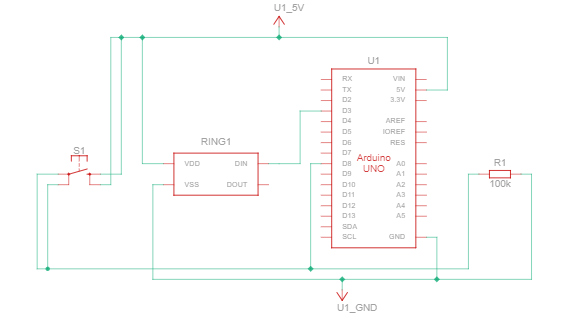 U1_5V
U1
RX
VIN
TX
5V
D2
3.3V
D3
D4
AREF
D5
IOREF
D6
RES
D7
D8
A0
D9
A1
D10
A2
D11
A3
D12
A4
D13
A5
SDA
SCL
GND
Arduino
UNO
S1
RING1
VDD
DIN
VSS
DOUT
R1
100k
U1_GND